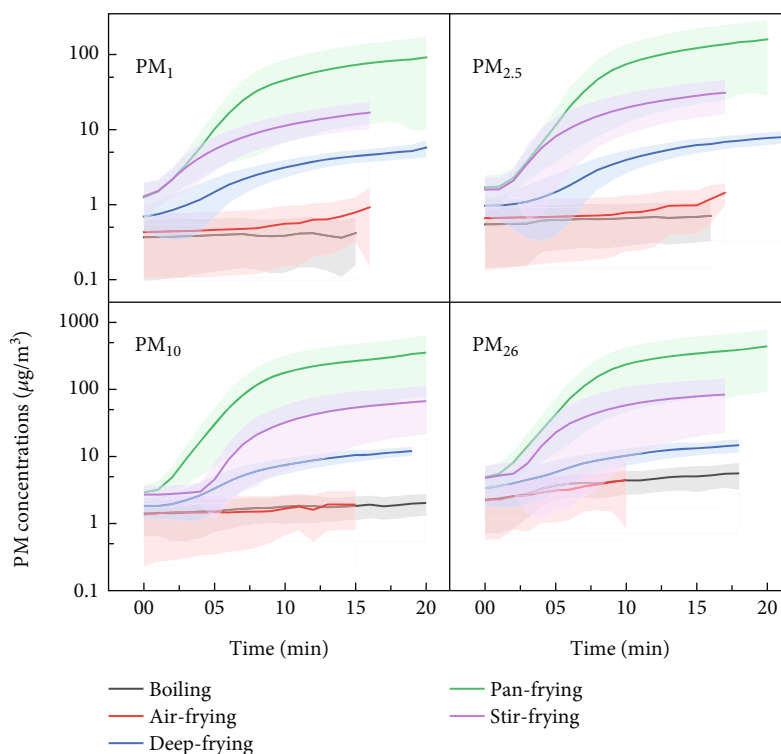 PM₁
PM₂.₅
100
10
1
0.1
PM₁₀
PM₂₆
1000
100
10
1
0.1
PM concentrations (μg/m³)
00 05 10 15 20 00 05 10 15 20
Time (min) Time (min)
Boiling
Air-frying
Deep-frying
Pan-frying
Stir-frying